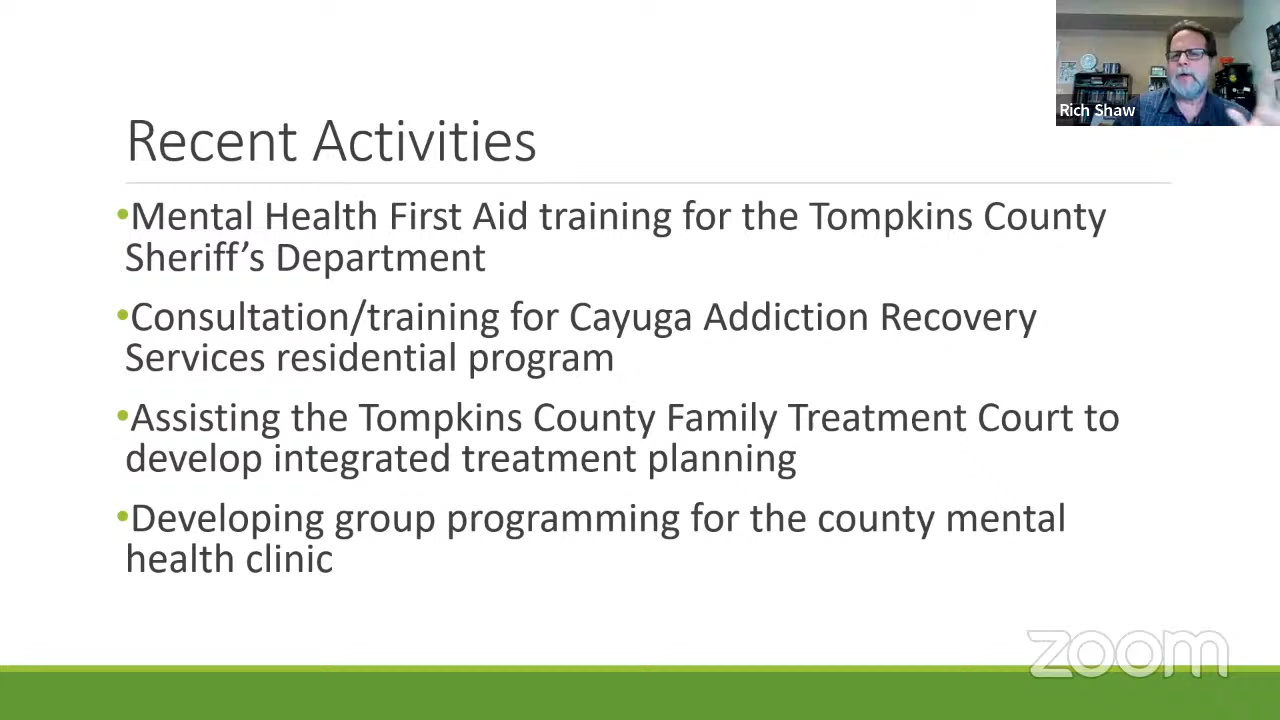 Rich Shaw
Recent Activities
•Mental Health First Aid training for the Tompkins County
Sheriff’s Department
•Consultation/training for Cayuga Addiction Recovery
Services residential program
•Assisting the Tompkins County Family Treatment Court to
develop integrated treatment planning
•Developing group programming for the county mental
health clinic
zoom